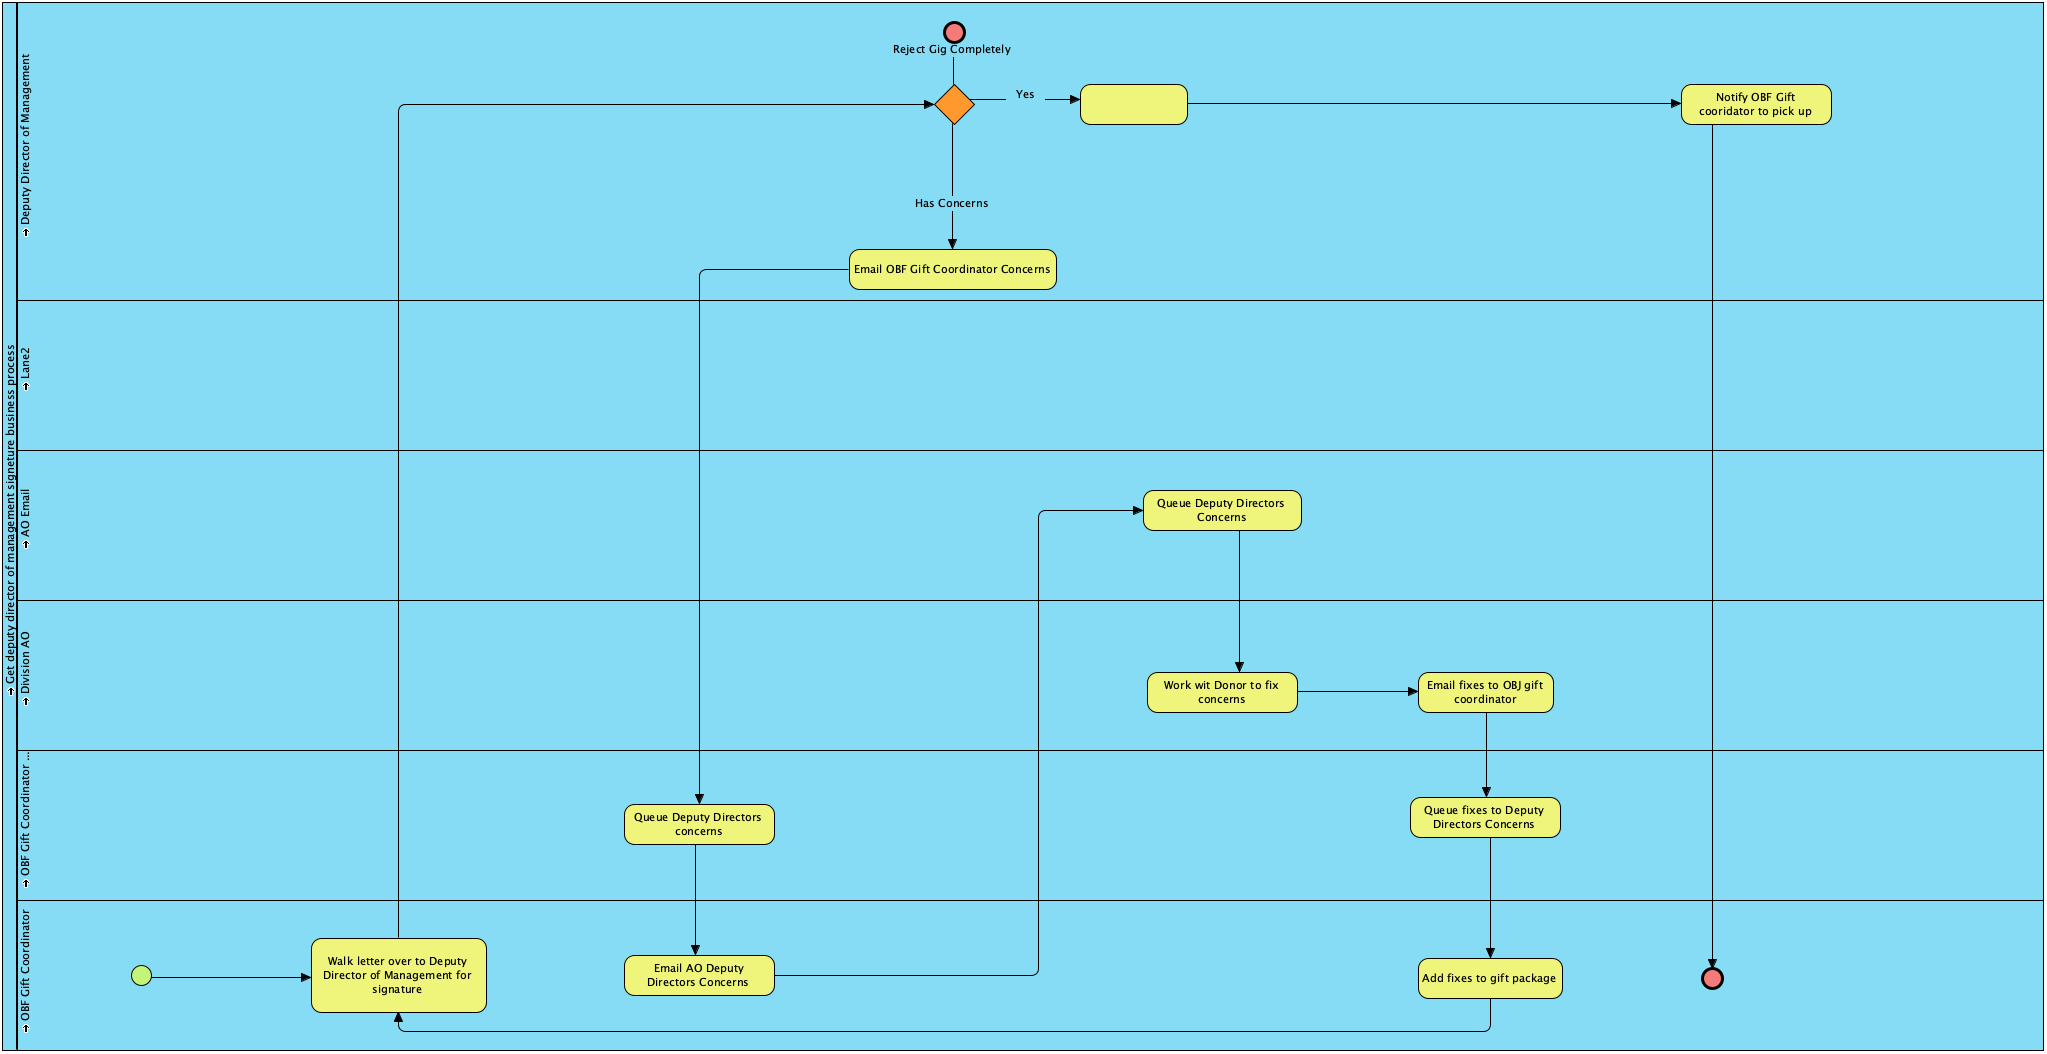 Get deputy director of management signeture business process
Deputy Director of Management
Reject Gig Completely
Yes
Notify OBF Gift
cooridator to pick up
Has Concerns
Email OBF Gift Coordinator Concerns
Lane2
AO Email
Queue Deputy Directors
Concerns
Division AO
Work wit Donor to fix
concerns
Email fixes to OBJ gift
coordinator
OBF Gift Coordinator ...
Queue Deputy Directors
concerns
Queue fixes to Deputy
Directors Concerns
OBF Gift Coordinator
Walk letter over to Deputy
Director of Management for
signature
Email AO Deputy
Directors Concerns
Add fixes to gift package